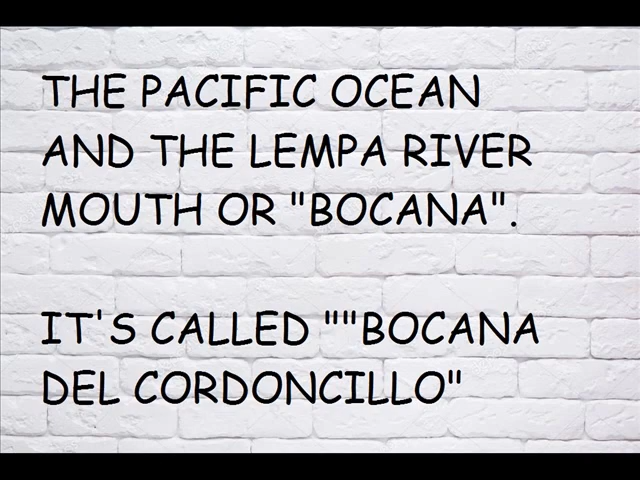 THE PACIFIC OCEAN
AND THE LEMPA RIVER
MOUTH OR "BOCANA".
IT'S CALLED ""BOCANA
DEL CORDONCILLO"